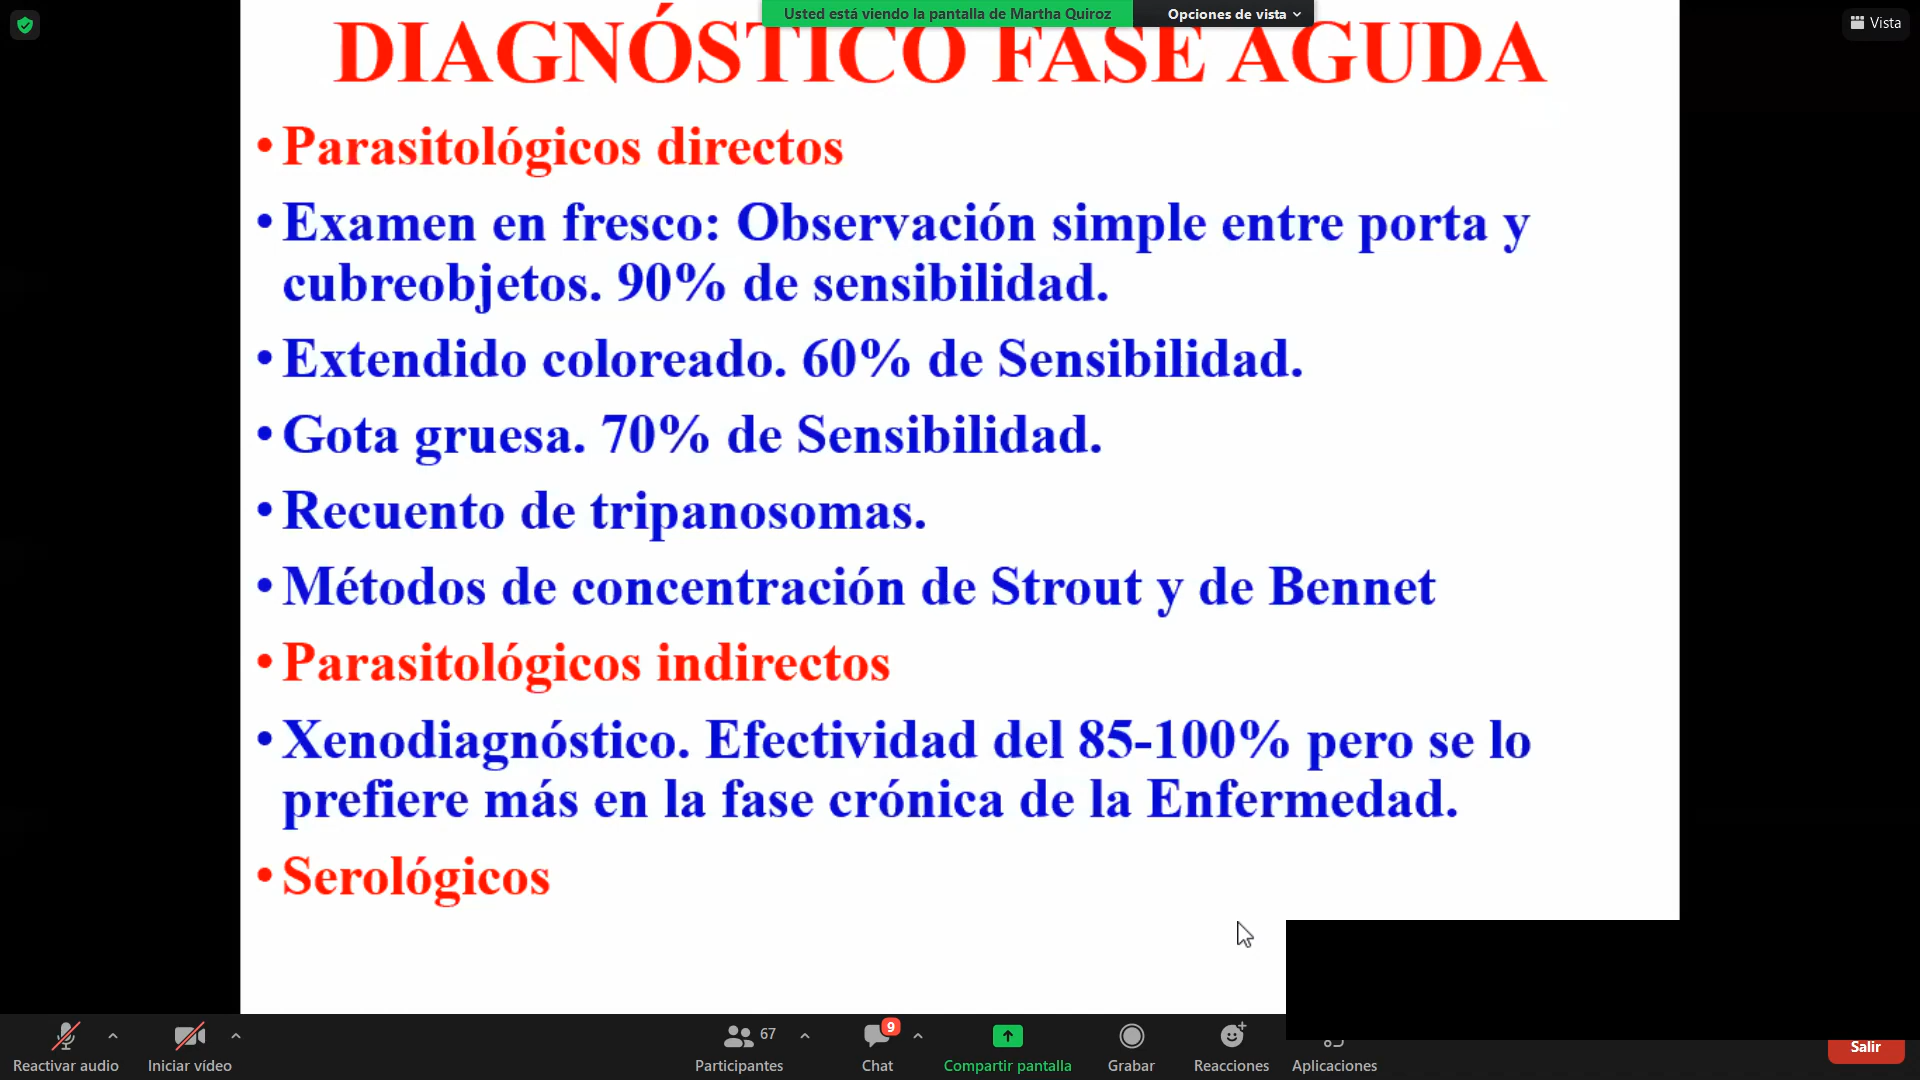 Usted está viendo la pantalla de Martha Quiroz
Opciones de vista
Vista
DIAGNÓSTICO FASE AGUDA
• Parasitológicos directos
• Examen en fresco: Observación simple entre porta y
cubreobjetos. 90% de sensibilidad.
• Extendido coloreado. 60% de Sensibilidad.
• Gota gruesa. 70% de Sensibilidad.
• Recuento de tripanosomas.
• Métodos de concentración de Strout y de Bennet
• Parasitológicos indirectos
• Xenodiagnóstico. Efectividad del 85-100% pero se lo
prefiere más en la fase crónica de la Enfermedad.
• Serológicos
67
9
Reactivar audio
Iniciar vídeo
Participantes
Chat
Compartir pantalla
Grabar
Reacciones
Aplicaciones
Salir